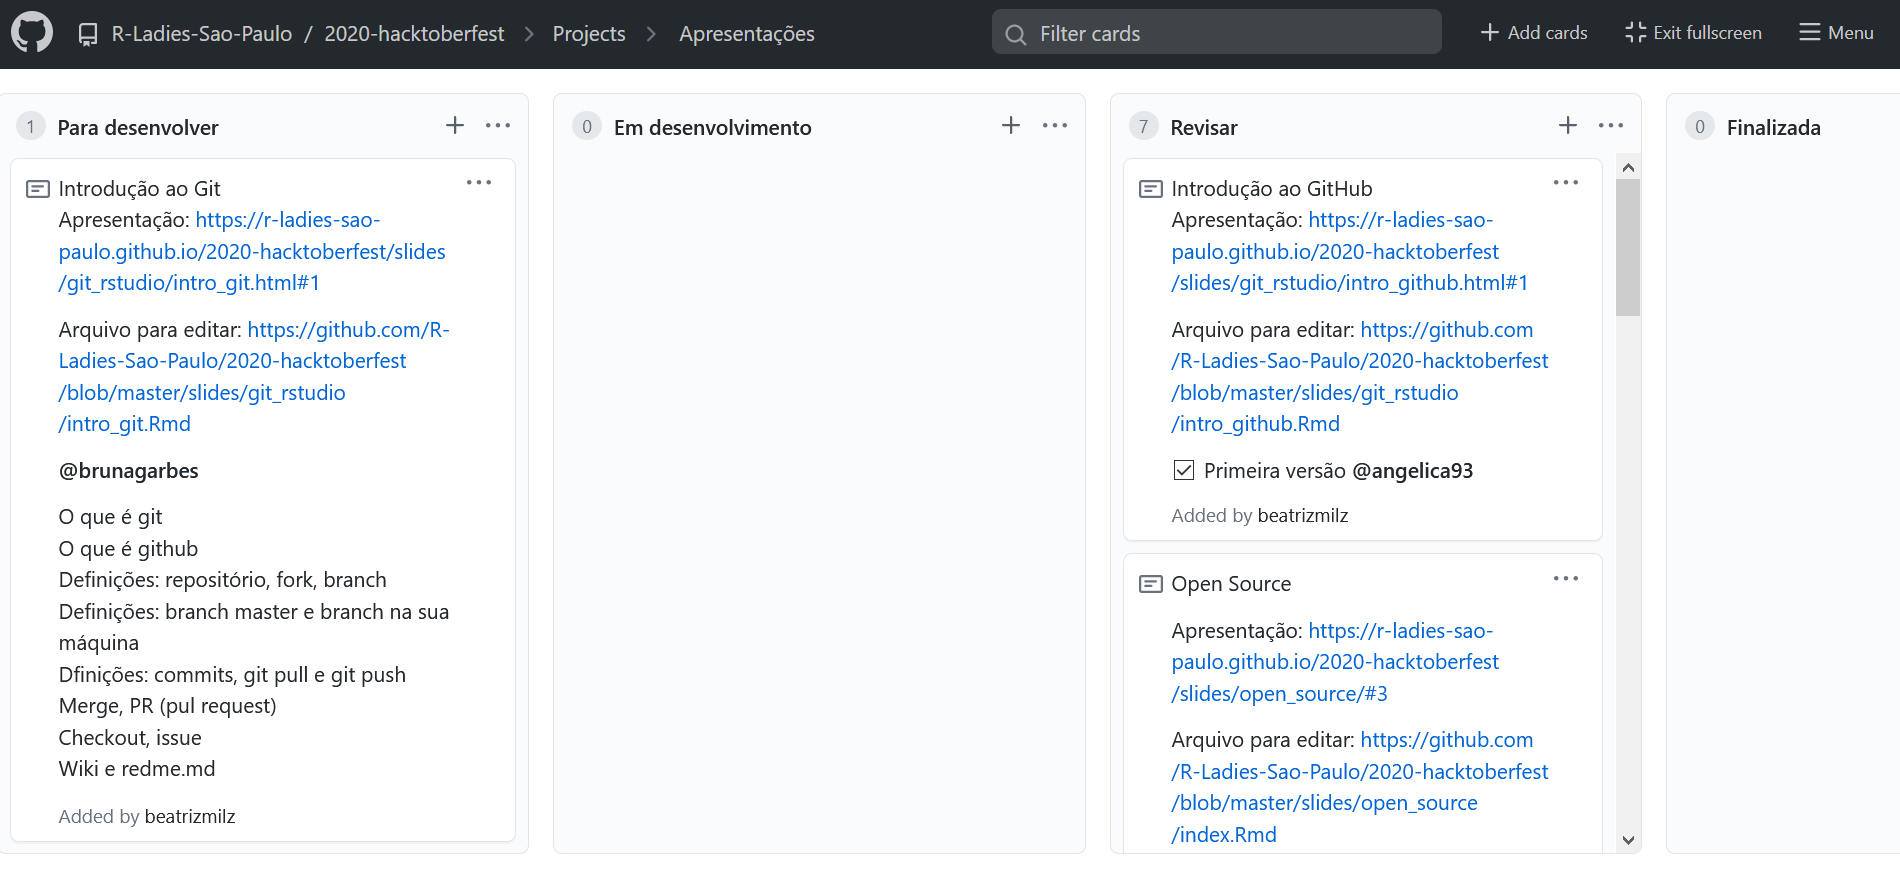 R-Ladies-Sao-Paulo / 2020-hacktoberfest > Projects > Apresentações
Filter cards
Add cards
Exit fullscreen
Menu
1 Para desenvolver
Introdução ao Git
Apresentação: https://r-ladies-sao-
paulo.github.io/2020-hacktoberfest/slides
/git_rstudio/intro_git.html#1
Arquivo para editar: https://github.com/R-
Ladies-Sao-Paulo/2020-hacktoberfest
/blob/master/slides/git_rstudio
/intro_git.Rmd
@brunagarbes
O que é git
O que é github
Definições: repositório, fork, branch
Definições: branch master e branch na sua
máquina
Dfinições: commits, git pull e git push
Merge, PR (pul request)
Checkout, issue
Wiki e redme.md
Added by beatrizmilz
0 Em desenvolvimento
7 Revisar
Introdução ao GitHub
Apresentação: https://r-ladies-sao-
paulo.github.io/2020-hacktoberfest
/slides/git_rstudio/intro_github.html#1
Arquivo para editar: https://github.com
/R-Ladies-Sao-Paulo/2020-hacktoberfest
/blob/master/slides/git_rstudio
/intro_github.Rmd
Primeira versão @angelica93
Added by beatrizmilz
Open Source
Apresentação: https://r-ladies-sao-
paulo.github.io/2020-hacktoberfest
/slides/open_source/#3
Arquivo para editar: https://github.com
/R-Ladies-Sao-Paulo/2020-hacktoberfest
/blob/master/slides/open_source
/index.Rmd
0 Finalizada